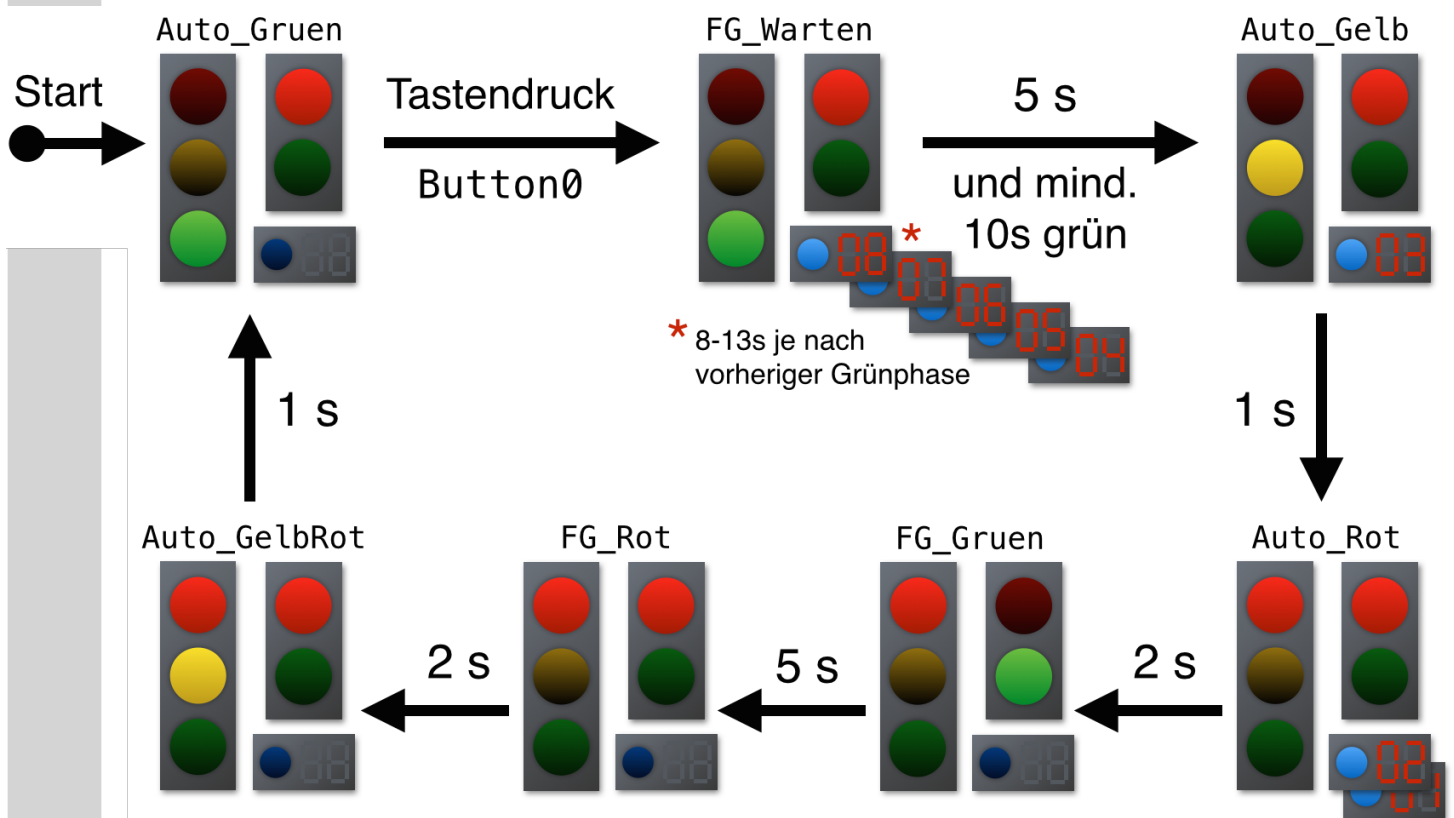 Auto_Gruen
FG_Warten
Auto_Gelb
Start
Tastendruck
Button0
5 s
und mind.
10s grün
08
*
07
06
05
04
03
* 8-13s je nach
vorheriger Grünphase
1 s
1 s
Auto_GelbRot
FG_Rot
FG_Gruen
Auto_Rot
2 s
5 s
2 s
02